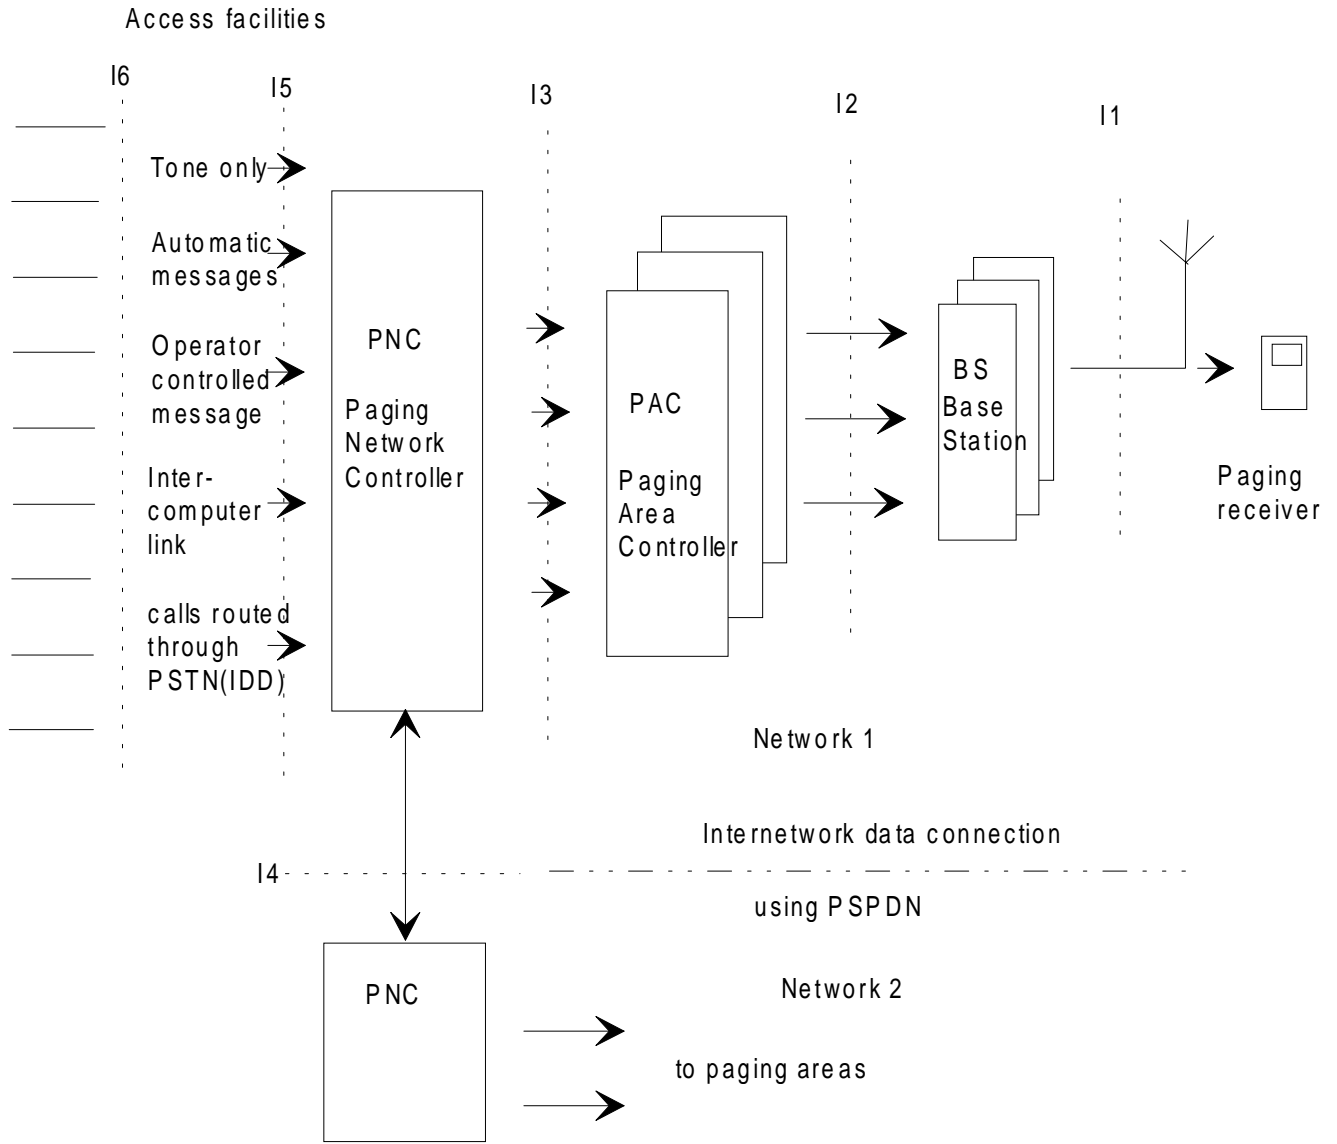 Access facilities
I6
I5
I3
I2
I1
Tone only
Automatic
messages
Operator
controlled
message
Inter-
computer
link
calls routed
through
PSTN(IDD)
PNC
Paging
Network
Controller
PAC
Paging
Area
Controller
BS
Base
Station
Paging
receiver
Network 1
Internetwork data connection
I4
using PSPDN
PNC
Network 2
to paging areas